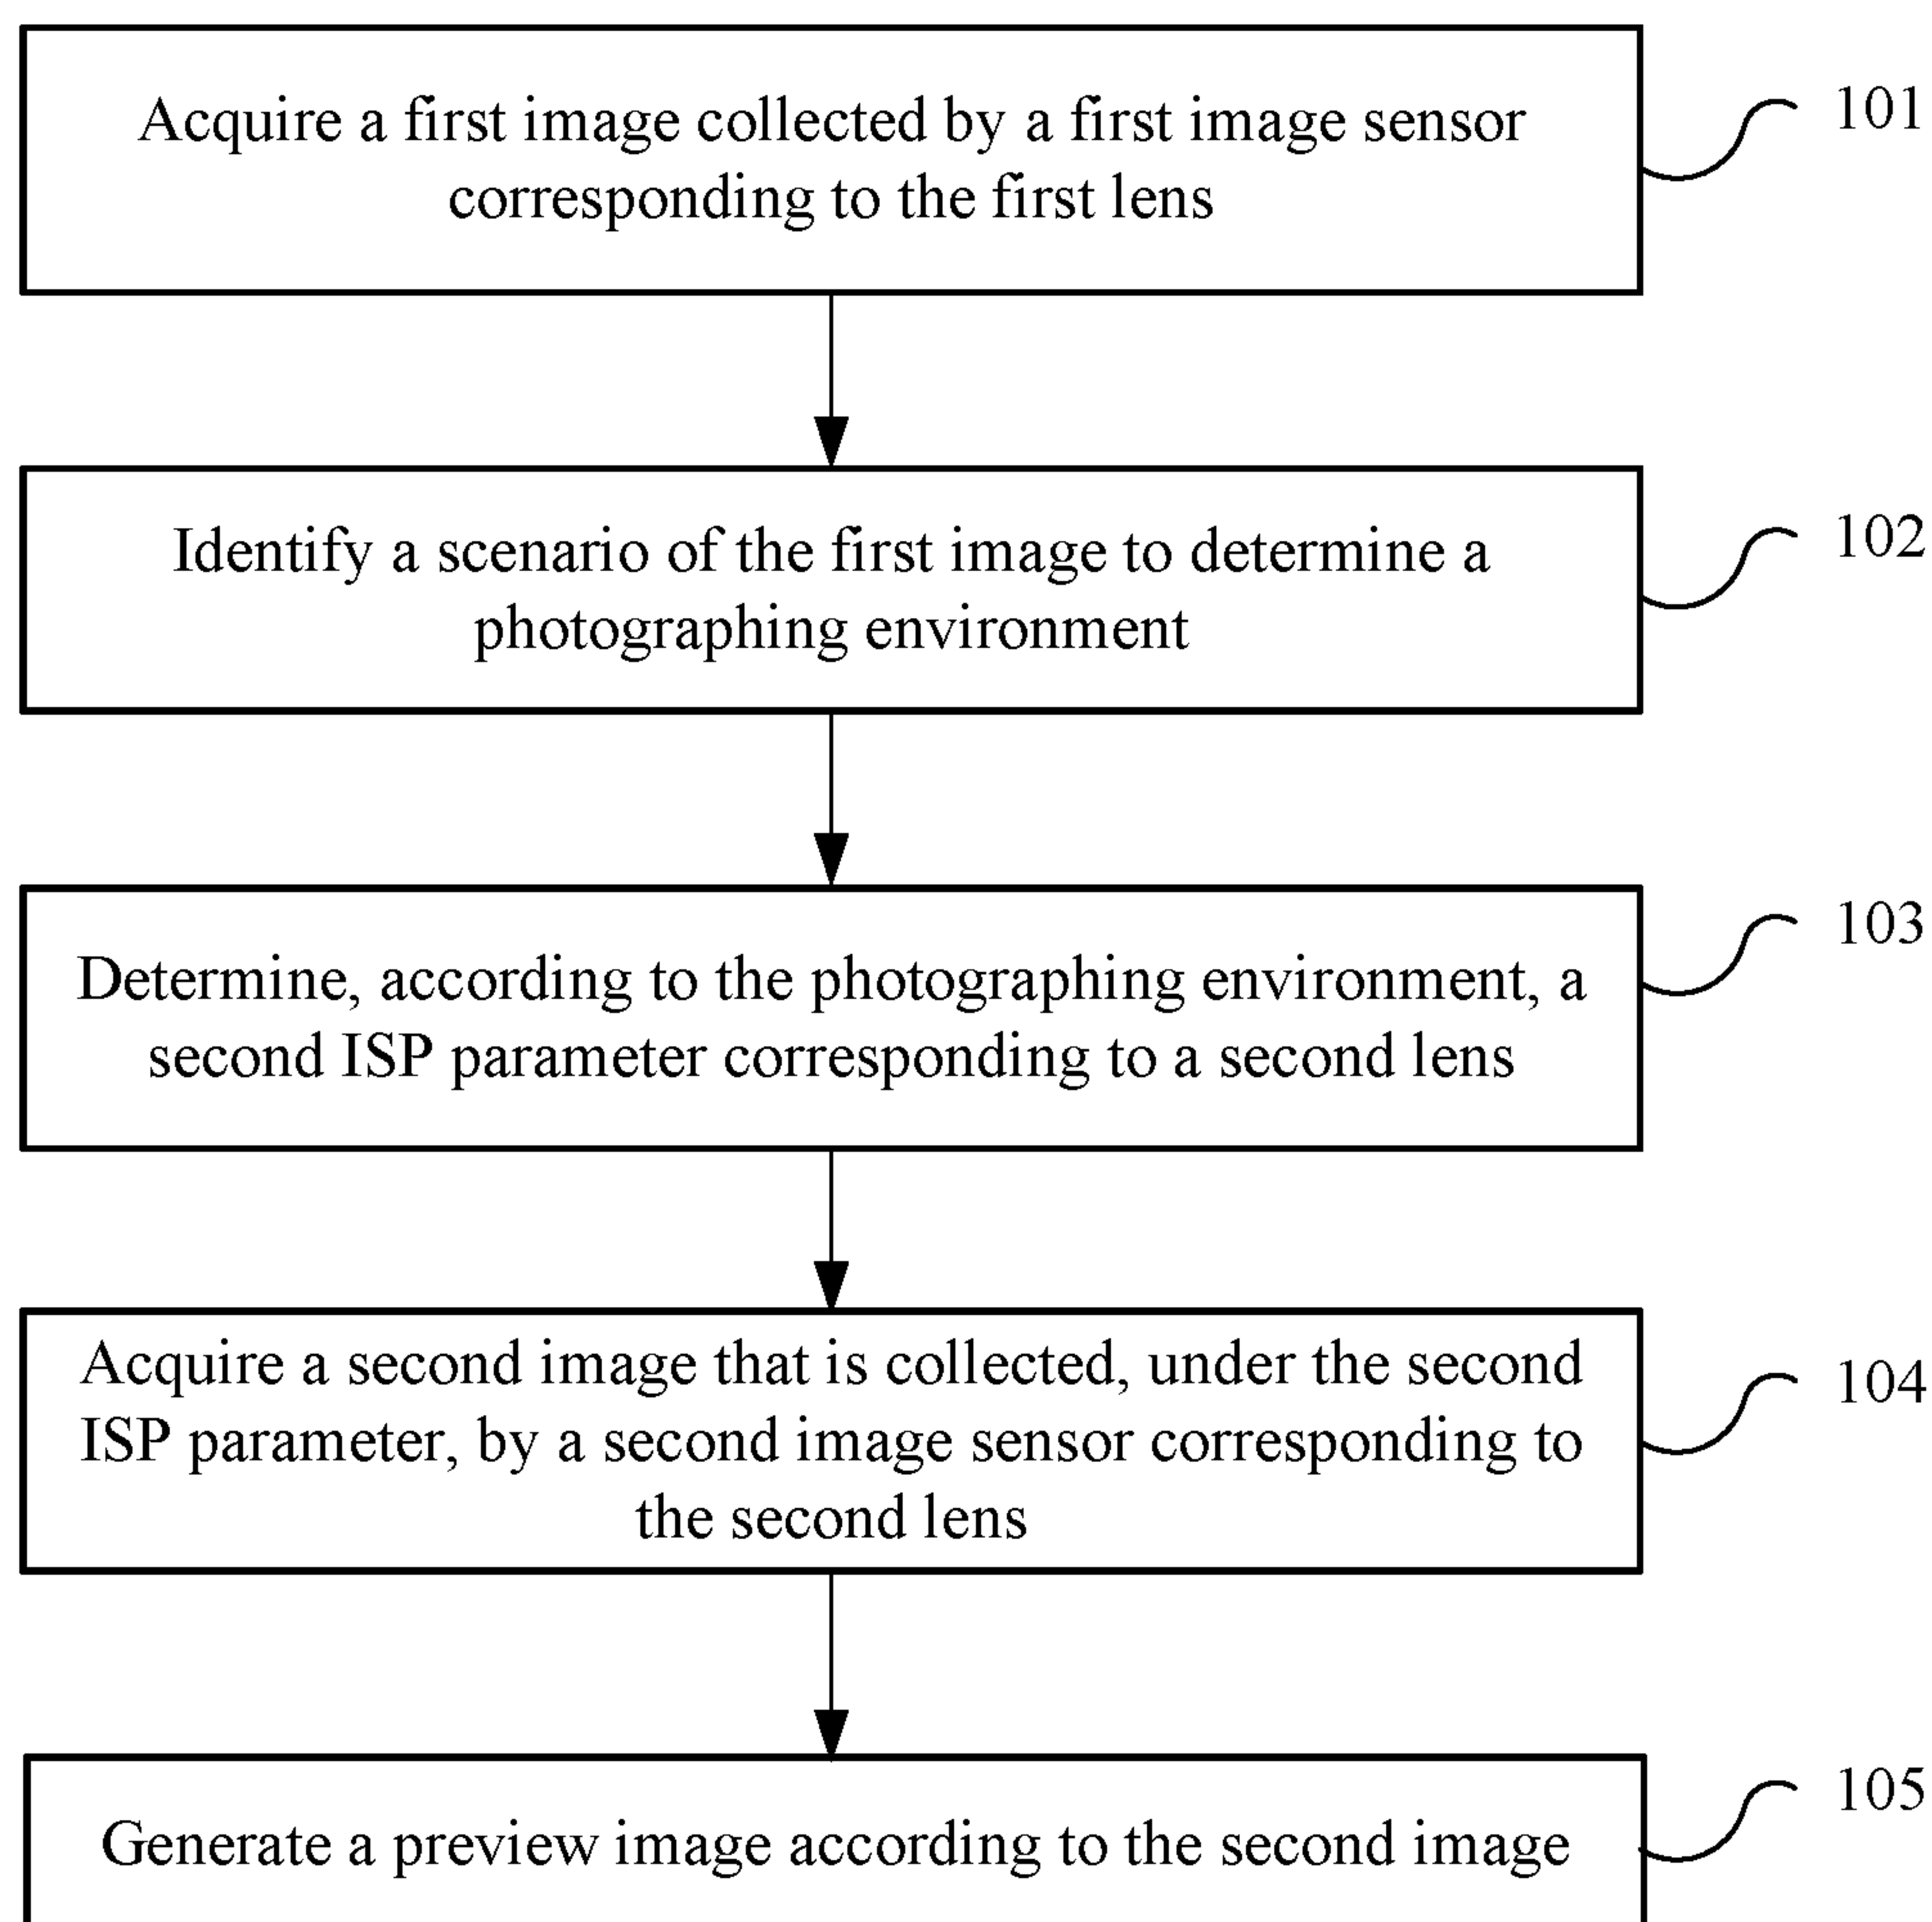 Acquire a first image collected by a first image sensor
corresponding to the first lens
101
Identify a scenario of the first image to determine a
photographing environment
102
Determine, according to the photographing environment, a
second ISP parameter corresponding to a second lens
103
Acquire a second image that is collected, under the second
ISP parameter, by a second image sensor corresponding to
the second lens
104
Generate a preview image according to the second image
105